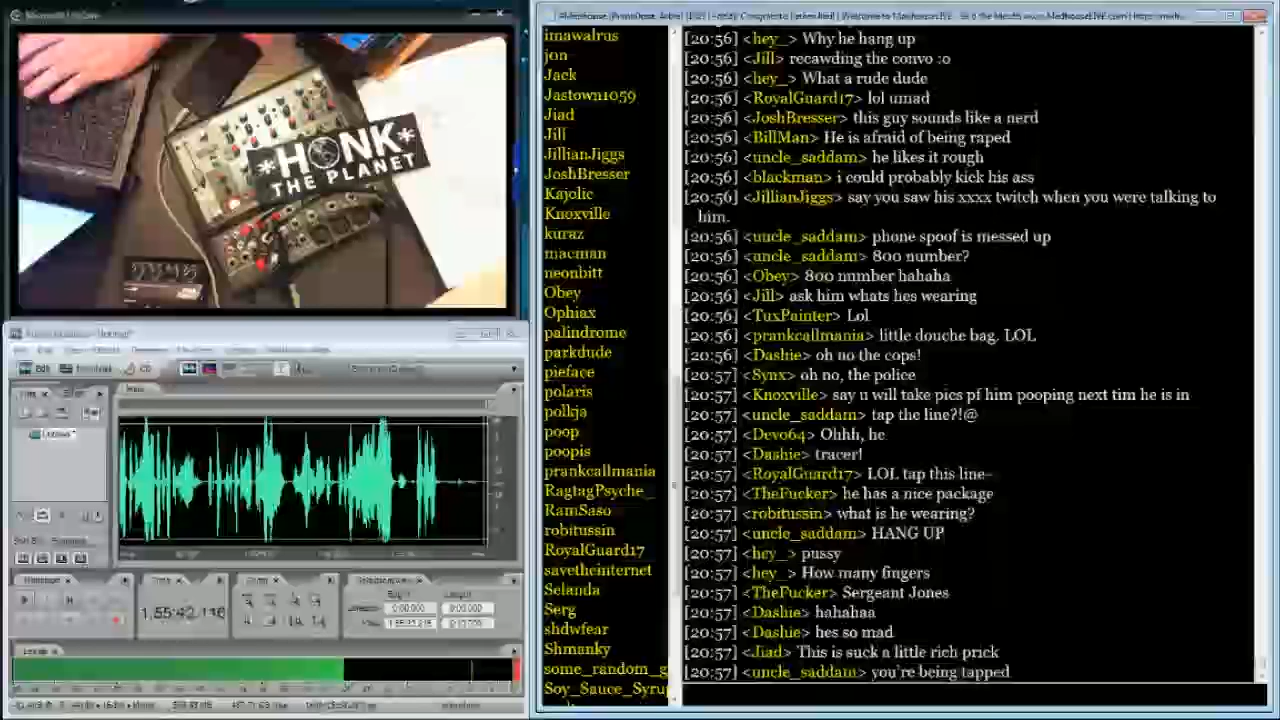 *HONK*
THE PLANET
imawalrus
jon
Jack
Jastown1059
Jiad
Jill
JillianJiggs
JoshBresser
Kajolic
Knoxville
kuraz
macman
neonbitt
Obey
Ophiax
palindrome
parkdude
pieface
polaris
polkja
poop
poopis
prankcallmania
RagtagPsyche_
RamSaso
robitussin
RoyalGuard17
savetheinternet
Selanda
Serg
shdwfear
Shmanky
some_random_g
Soy_Sauce_Syru
[20:56] <hey_> Why he hang up
[20:56] <Jill> recawding the convo :o
[20:56] <hey_> What a rude dude
[20:56] <RoyalGuard17> lol umad
[20:56] <JoshBresser> this guy sounds like a nerd
[20:56] <BillMan> He is afraid of being raped
[20:56] <uncle_saddam> he likes it rough
[20:56] <blackman> i could probably kick his ass
[20:56] <JillianJiggs> say you saw his xxxx twitch when you were talking to
him.
[20:56] <uncle_saddam> phone spoof is messed up
[20:56] <uncle_saddam> 800 number?
[20:56] <Obey> 800 number hahaha
[20:56] <Jill> ask him whats hes wearing
[20:56] <TuxPainter> Lol
[20:56] <prankcallmania> little douche bag. LOL
[20:56] <Dashie> oh no the cops!
[20:57] <Synx> oh no, the police
[20:57] <Knoxville> say u will take pics pf him pooping next tim he is in
[20:57] <uncle_saddam> tap the line?!@
[20:57] <Devo64> Ohhh, he
[20:57] <Dashie> tracer!
[20:57] <RoyalGuard17> LOL tap this line-
[20:57] <TheFucker> he has a nice package
[20:57] <robitussin> what is he wearing?
[20:57] <uncle_saddam> HANG UP
[20:57] <hey_> pussy
[20:57] <hey_> How many fingers
[20:57] <TheFucker> Sergeant Jones
[20:57] <Dashie> hahahaa
[20:57] <Dashie> hes so mad
[20:57] <Jiad> This is suck a little rich prick
[20:57] <uncle_saddam> you're being tapped
Edit
1:55:42.116